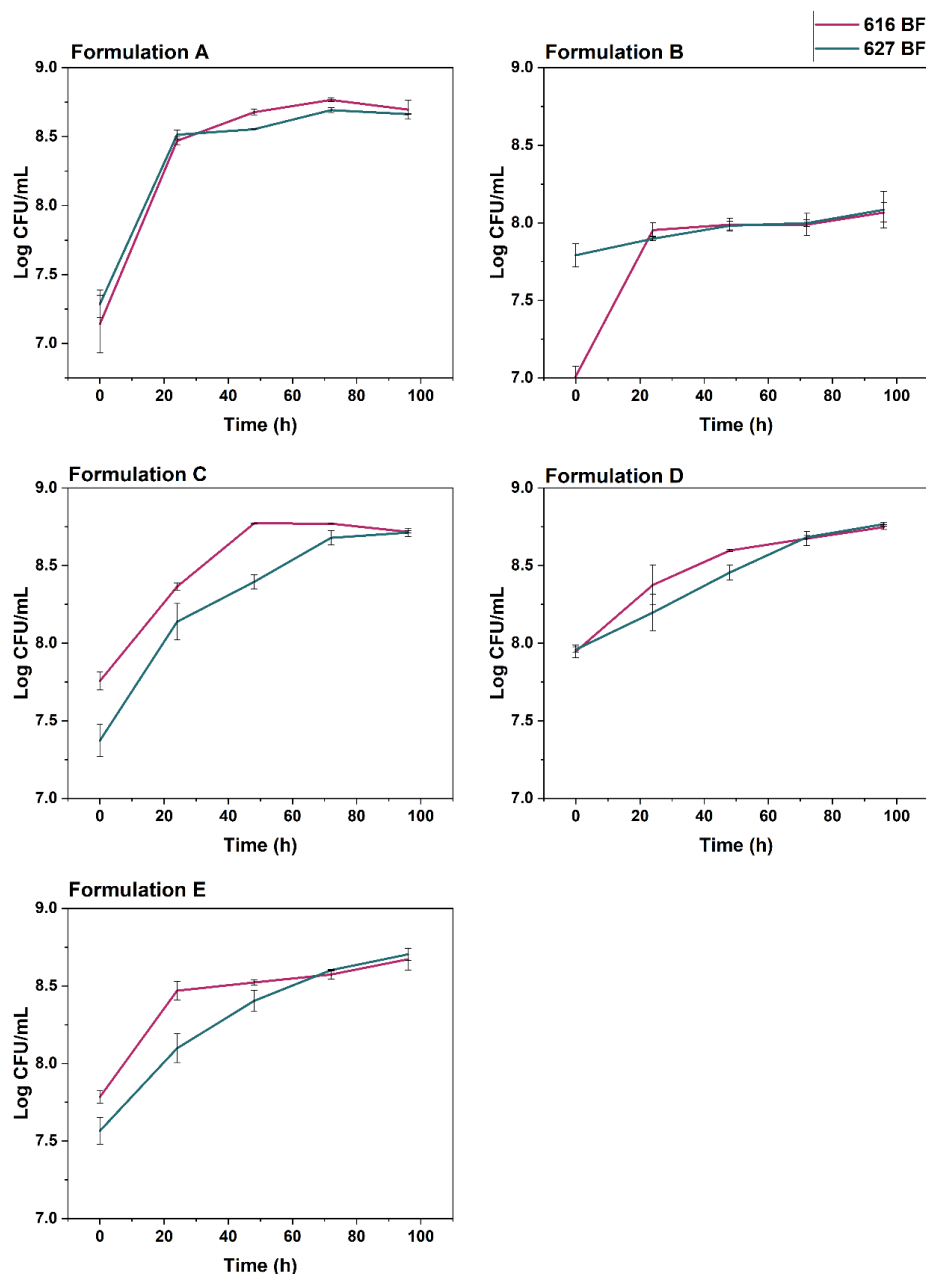 616 BF
627 BF
Formulation A
Formulation B
9.0
8.5
8.0
7.5
7.0
Log CFU/mL
0 20 40 60 80 100
Time (h)
9.0
8.5
8.0
7.5
7.0
Log CFU/mL
0 20 40 60 80 100
Time (h)
Formulation C
Formulation D
9.0
8.5
8.0
7.5
7.0
Log CFU/mL
0 20 40 60 80 100
Time (h)
9.0
8.5
8.0
7.5
7.0
Log CFU/mL
0 20 40 60 80 100
Time (h)
Formulation E
9.0
8.5
8.0
7.5
7.0
Log CFU/mL
0 20 40 60 80 100
Time (h)